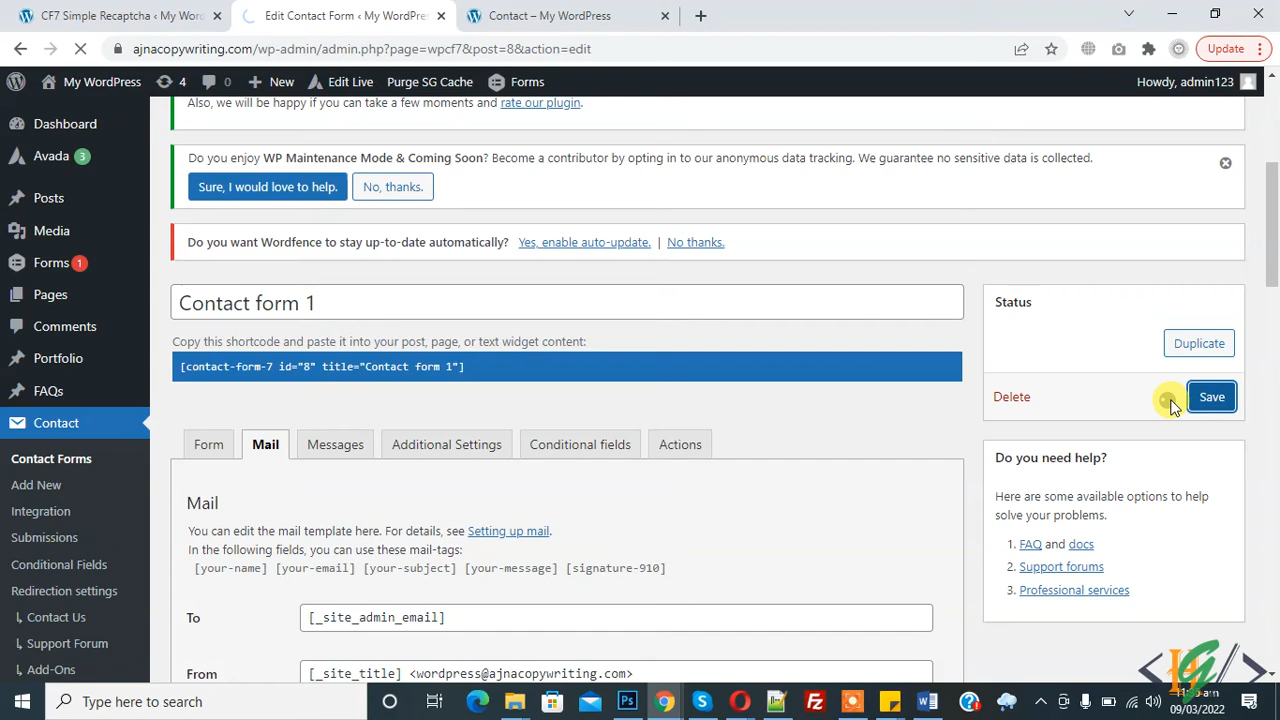 CF7 Simple Recaptcha ‹ My WordP
Edit Contact Form ‹ My WordPre
Contact – My WordPress
ajnacopywriting.com/wp-admin/admin.php?page=wpcf7&post=8&action=edit
Update
My WordPress
4
0
New
Edit Live
Purge SG Cache
Forms
Howdy, admin123
Dashboard
Avada 3
Posts
Media
Forms 1
Pages
Comments
Portfolio
FAQs
Contact
Contact Forms
Add New
Integration
Submissions
Conditional Fields
Redirection settings
Contact Us
Support Forum
Add-Ons
Also, we will be happy if you can take a few moments and rate our plugin.
Do you enjoy WP Maintenance Mode & Coming Soon? Become a contributor by opting in to our anonymous data tracking. We guarantee no sensitive data is collected.
Sure, I would love to help.
No, thanks.
Do you want Wordfence to stay up-to-date automatically? Yes, enable auto-update. | No thanks.
Contact form 1
Copy this shortcode and paste it into your post, page, or text widget content:
[contact-form-7 id="8" title="Contact form 1"]
Form
Mail
Messages
Additional Settings
Conditional fields
Actions
Mail
You can edit the mail template here. For details, see Setting up mail.
In the following fields, you can use these mail-tags:
[your-name] [your-email] [your-subject] [your-message] [signature-910]
To
[_site_admin_email]
From
[_site_title] <wordpress@ajnacopywriting.com>
Status
Duplicate
Delete
Save
Do you need help?
Here are some available options to help
solve your problems.
1. FAQ and docs
2. Support forums
3. Professional services
Type here to search
09/03/2022